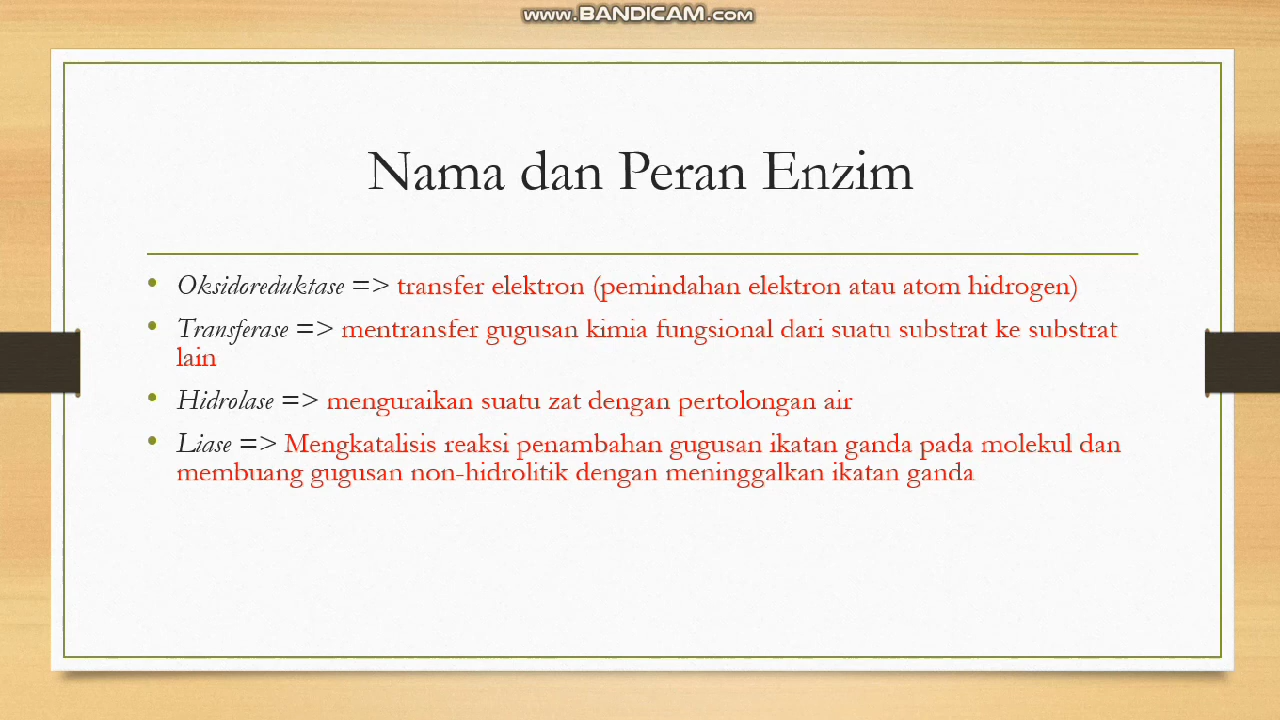 www.BANDICAM.com
Nama dan Peran Enzim
• Oksidoreduktase => transfer elektron (pemindahan elektron atau atom hidrogen)
• Transferase => mentransfer gugusan kimia fungsional dari suatu substrat ke substrat
lain
• Hidrolase => menguraikan suatu zat dengan pertolongan air
• Liase => Mengkatalisis reaksi penambahan gugusan ikatan ganda pada molekul dan
membuang gugusan non-hidrolitik dengan meninggalkan ikatan ganda